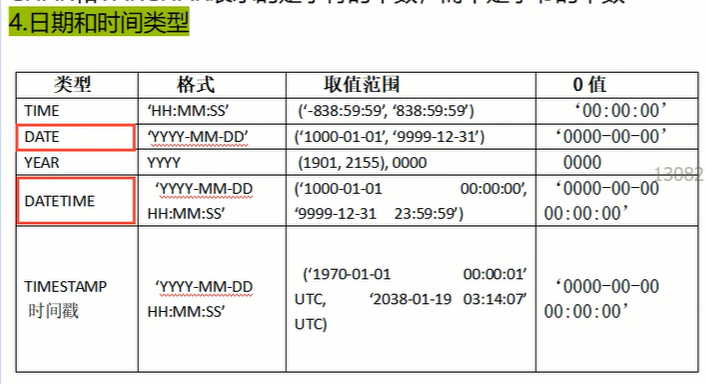 4.日期和时间类型
类型 格式 取值范围 0 值
TIME ‘HH:MM:SS’ (‘-838:59:59’, ‘838:59:59’) ‘00:00:00’
DATE ‘YYYY-MM-DD’ (‘1000-01-01’, ‘9999-12-31’) ‘0000-00-00’
YEAR YYYY (1901, 2155), 0000 0000
13082
DATETIME ‘YYYY-MM-DD (‘1000-01-01 00:00:00’, ‘0000-00-00
HH:MM:SS’ ‘9999-12-31 23:59:59’) 00:00:00’
TIMESTAMP ‘YYYY-MM-DD (‘1970-01-01 00:00:01’ ‘0000-00-00
时间戳 HH:MM:SS’ UTC, ‘2038-01-19 03:14:07’ 00:00:00’
UTC)